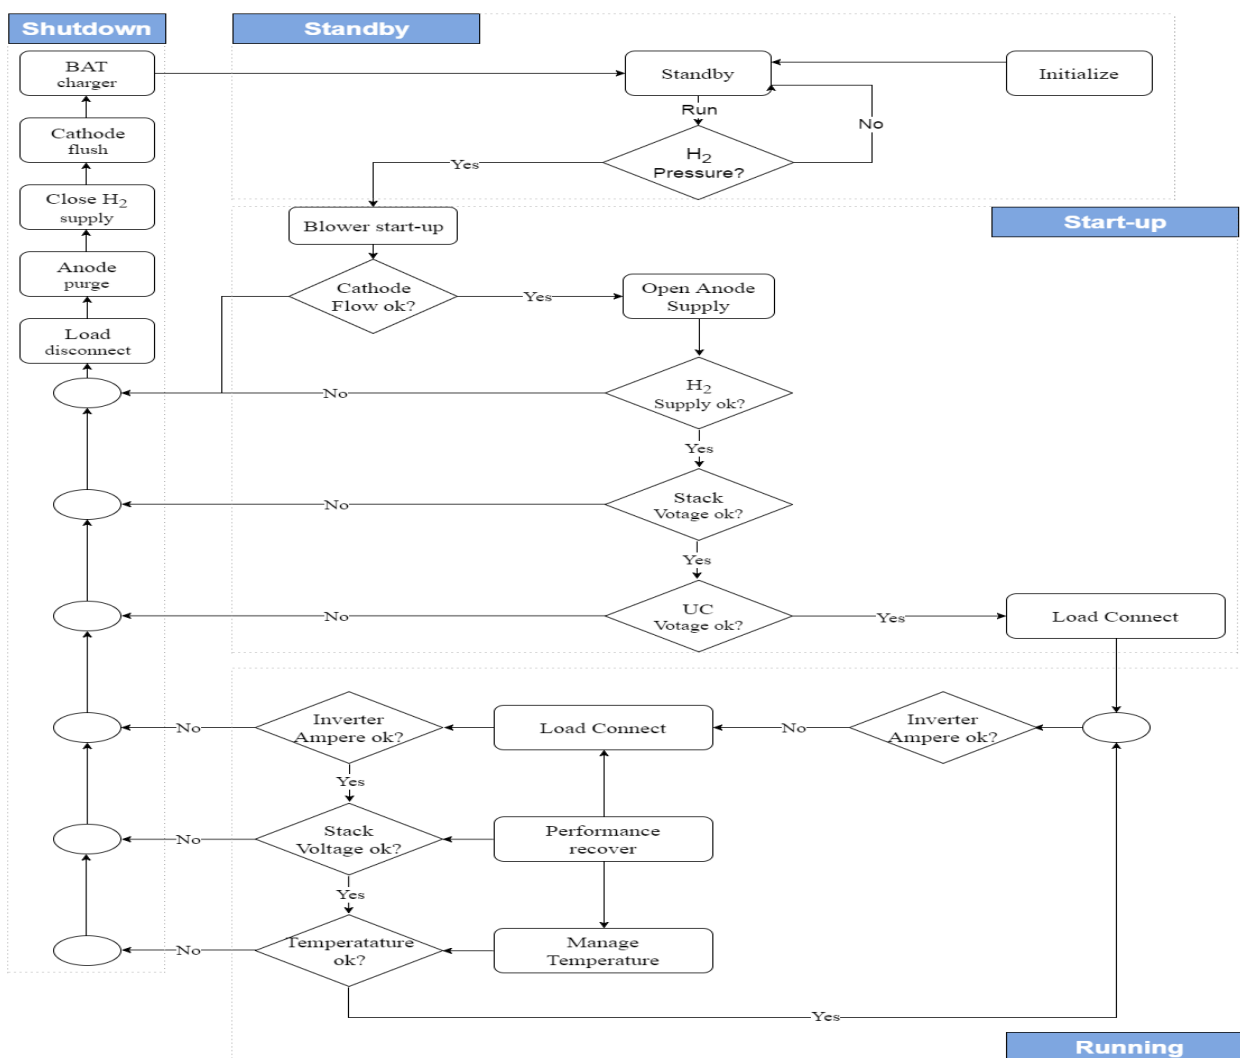 Shutdown
Standby
BAT
charger
Standby
Initialize
Run
No
Cathode
flush
H₂
Pressure?
Yes
Close H₂
supply
Blower start-up
Start-up
Anode
purge
Cathode
Flow ok?
Yes
Open Anode
Supply
Load
disconnect
H₂
Supply ok?
No
Yes
Stack
Votage ok?
No
Yes
UC
Votage ok?
No
Yes
Load Connect
Inverter
Ampere ok?
No
Load Connect
No
Inverter
Ampere ok?
Yes
Stack
Voltage ok?
No
Performance
recover
Yes
Temperatature
ok?
No
Manage
Temperature
Yes
Running